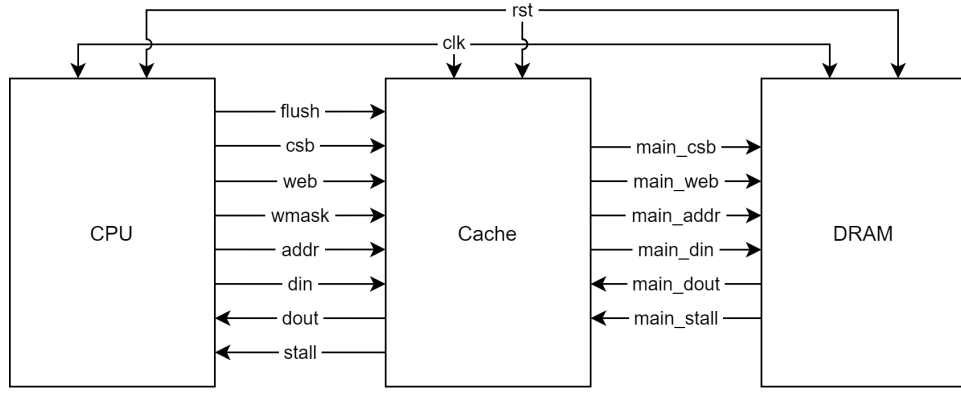 rst
clk
flush
csb
web
wmask
addr
din
dout
stall
CPU
Cache
DRAM
main_csb
main_web
main_addr
main_din
main_dout
main_stall